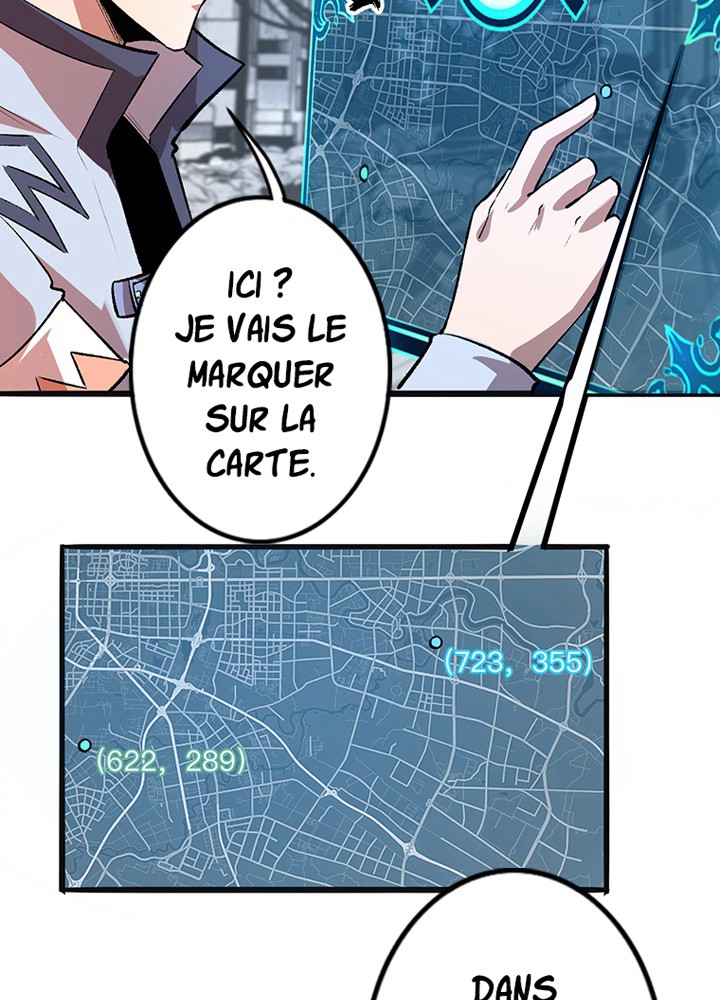 ICI ?
JE VAIS LE
MARQUER
SUR LA
CARTE.
(723, 355)
(622, 289)
DANS